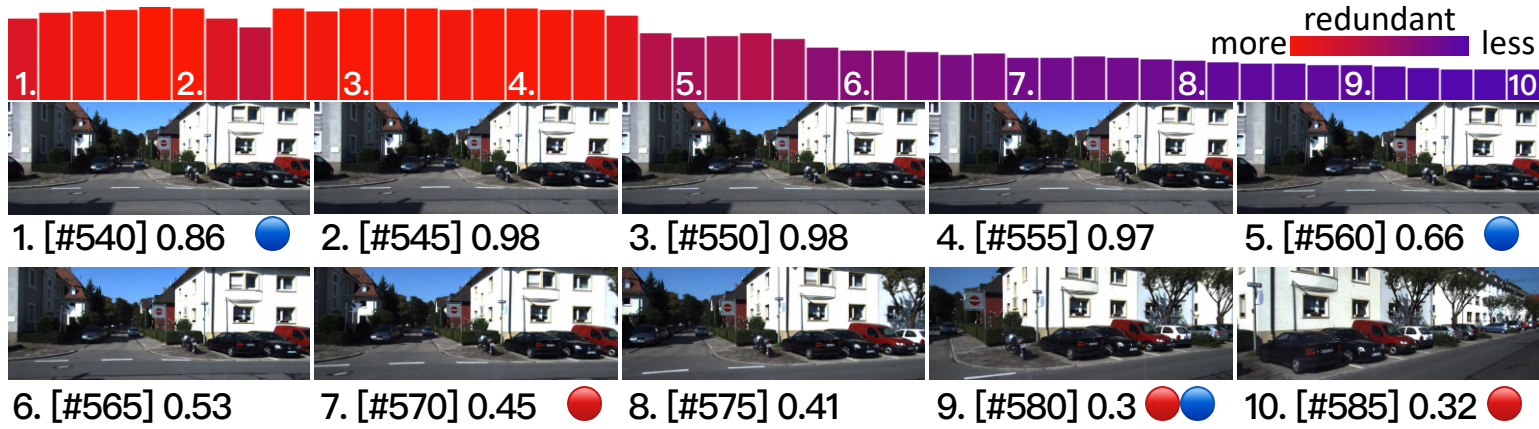 redundant
more less
1. 2. 3. 4. 5. 6. 7. 8. 9. 10
1. [#540] 0.86 2. [#545] 0.98 3. [#550] 0.98 4. [#555] 0.97 5. [#560] 0.66
6. [#565] 0.53 7. [#570] 0.45 8. [#575] 0.41 9. [#580] 0.3 10. [#585] 0.32